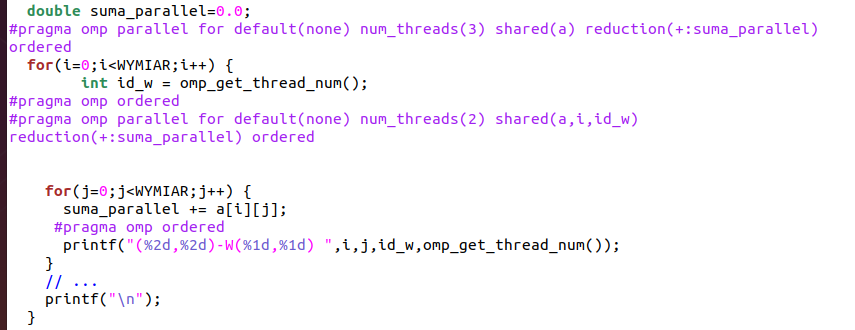 double suma_parallel=0.0;
#pragma omp parallel for default(none) num_threads(3) shared(a) reduction(+:suma_parallel)
ordered
for(i=0;i<WYMIAR;i++) {
int id_w = omp_get_thread_num();
#pragma omp ordered
#pragma omp parallel for default(none) num_threads(2) shared(a,i,id_w)
reduction(+:suma_parallel) ordered
for(j=0;j<WYMIAR;j++) {
suma_parallel += a[i][j];
#pragma omp ordered
printf("(%2d,%2d)-W(%1d,%1d) ",i,j,id_w,omp_get_thread_num());
}
// ...
printf("\n");
}